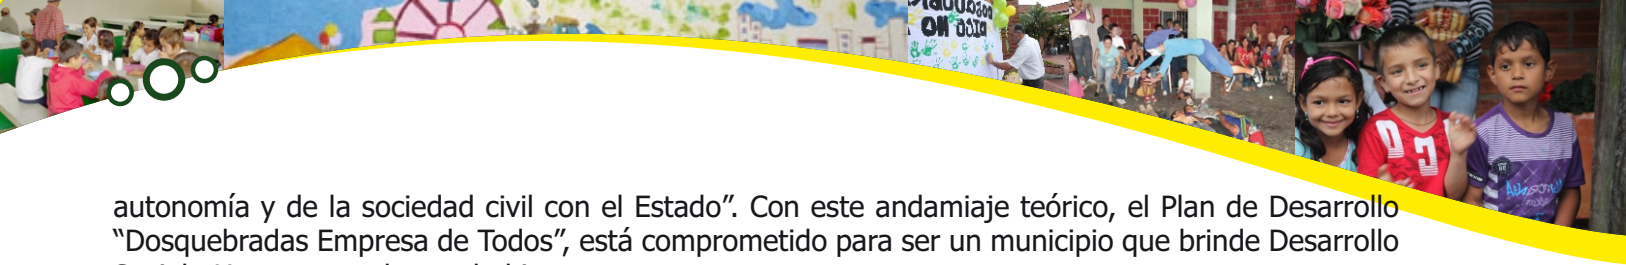 autonomía y de la sociedad civil con el Estado”. Con este andamiaje teórico, el Plan de Desarrollo
“Dosquebradas Empresa de Todos”, está comprometido para ser un municipio que brinde Desarrollo